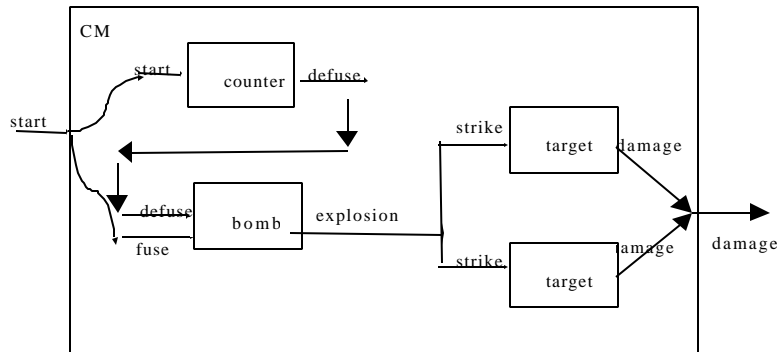 CM
start
counter
defuse
start
strike
target
damage
defuse
bomb
explosion
fuse
strike
target
damage
damage